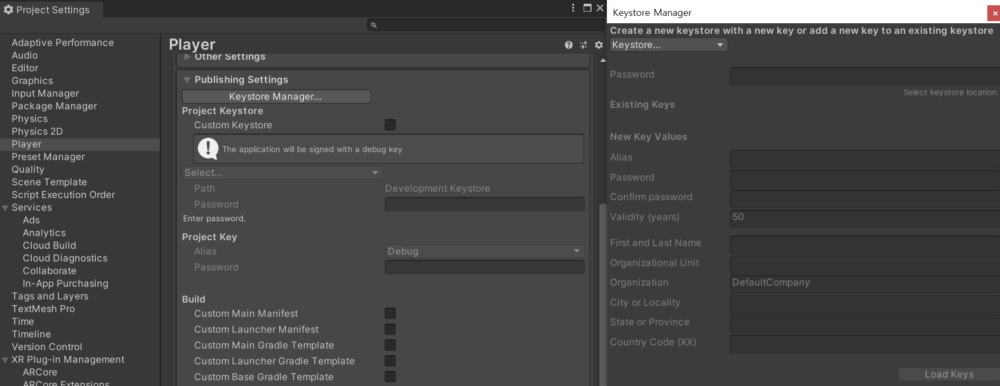 Project Settings
Adaptive Performance
Audio
Editor
Graphics
Input Manager
Package Manager
Physics
Physics 2D
Player
Preset Manager
Quality
Scene Template
Script Execution Order
Services
Ads
Analytics
Cloud Build
Cloud Diagnostics
Collaborate
In-App Purchasing
Tags and Layers
TextMesh Pro
Time
Timeline
Version Control
XR Plug-in Management
ARCore
ARCore Extensions
Player
Other Settings
Publishing Settings
Keystore Manager...
Project Keystore
Custom Keystore
The application will be signed with a debug key
Select...
Path Development Keystore
Password
Enter password.
Project Key
Alias Debug
Password
Build
Custom Main Manifest
Custom Launcher Manifest
Custom Main Gradle Template
Custom Launcher Gradle Template
Custom Base Gradle Template
Keystore Manager
Create a new keystore with a new key or add a new key to an existing keystore
Keystore...
Password
Select keystore location.
Existing Keys
New Key Values
Alias
Password
Confirm password
Validity (years) 50
First and Last Name
Organizational Unit
Organization DefaultCompany
City or Locality
State or Province
Country Code (XX)
Load Keys